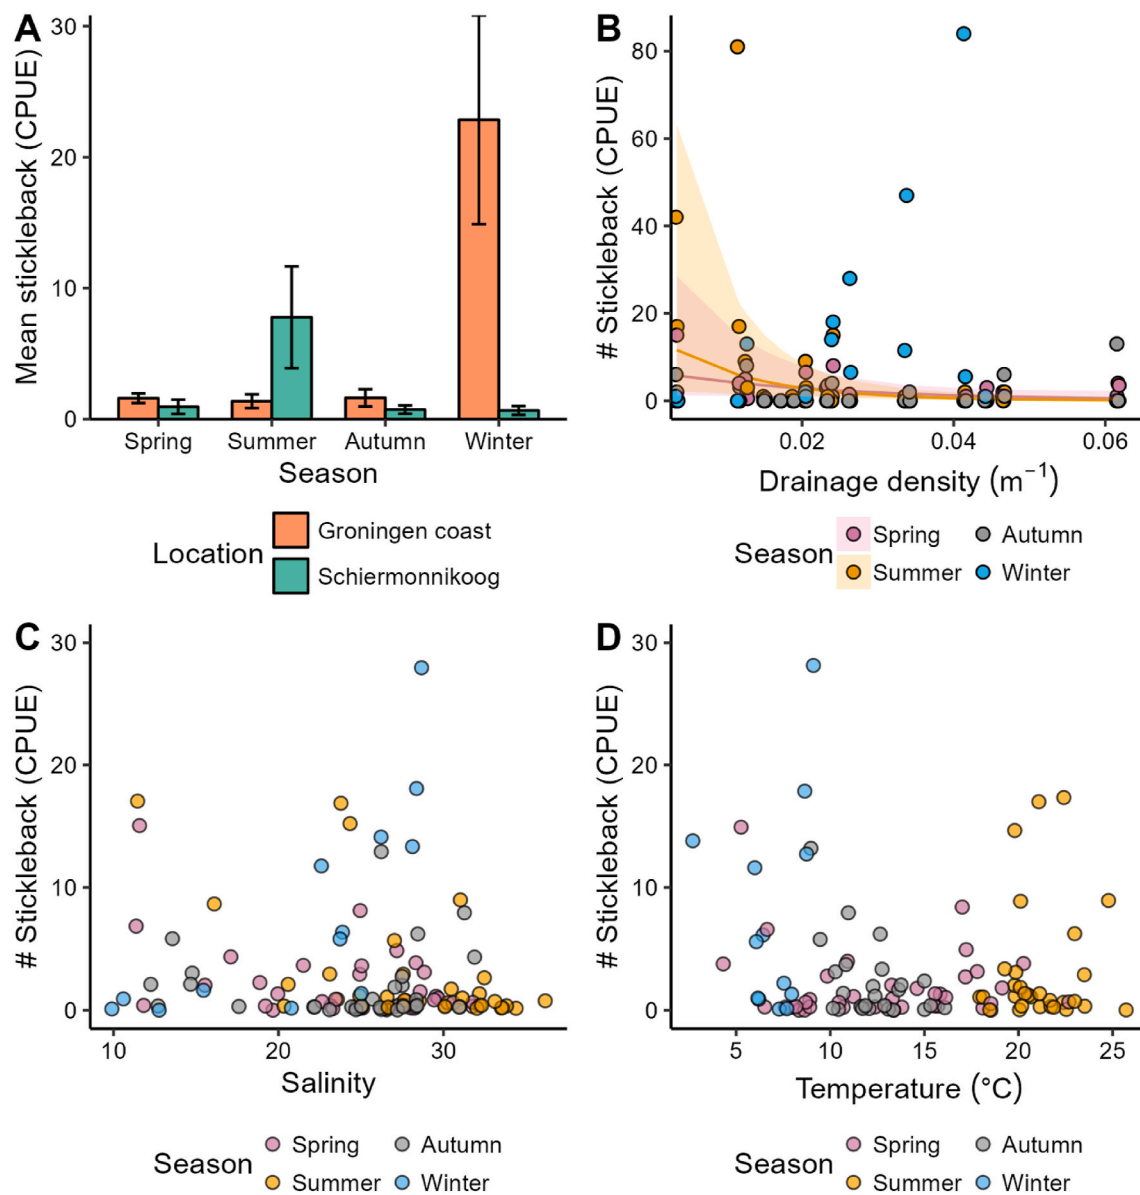 A
Mean stickleback (CPUE)
30
20
10
0
Spring Summer Autumn Winter
Season
Location
Groningen coast
Schiermonnikoog
B
# Stickleback (CPUE)
80
60
40
20
0
0.02 0.04 0.06
Drainage density (m⁻¹)
Season
Spring Autumn
Summer Winter
C
# Stickleback (CPUE)
30
20
10
0
10 20 30
Salinity
Season
Spring Autumn
Summer Winter
D
# Stickleback (CPUE)
30
20
10
0
5 10 15 20 25
Temperature (°C)
Season
Spring Autumn
Summer Winter